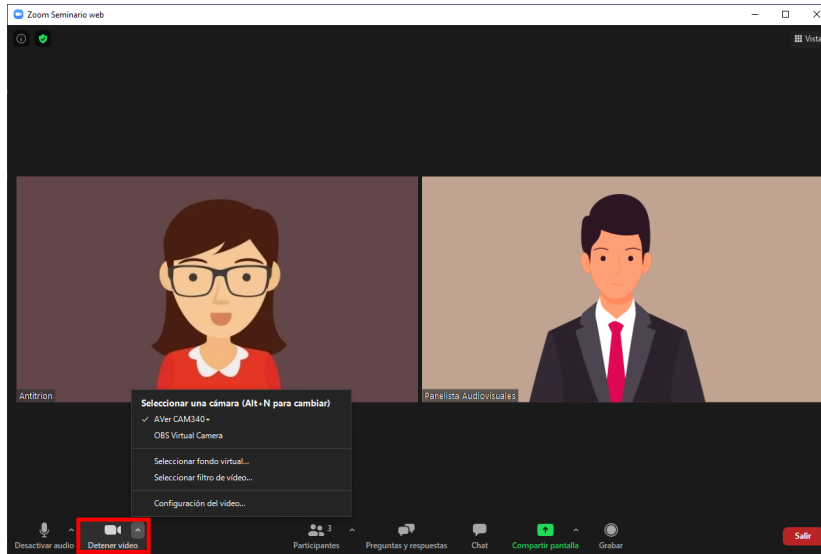 Zoom Seminario web
Vista
Antitrion
Panelista Audiovisuales
Seleccionar una cámara (Alt+N para cambiar)
AVer CAM340+
OBS Virtual Camera
Seleccionar fondo virtual...
Seleccionar filtro de vídeo...
Configuración del video...
3
Desactivar audio
Detener video
Participantes
Preguntas y respuestas
Chat
Compartir pantalla
Grabar
Salir